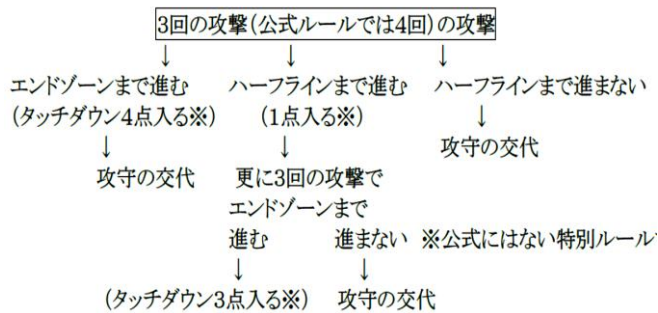 3回の攻撃(公式ルールでは4回)の攻撃
↓ ↓ ↓
エンドゾーンまで進む ハーフラインまで進む ハーフラインまで進まない
(タッチダウン4点入る※) (1点入る※) ↓
↓ ↓ 攻守の交代
攻守の交代 更に3回の攻撃で
エンドゾーンまで
進む 進まない ※公式にはない特別ルール
↓ ↓
(タッチダウン3点入る※) 攻守の交代